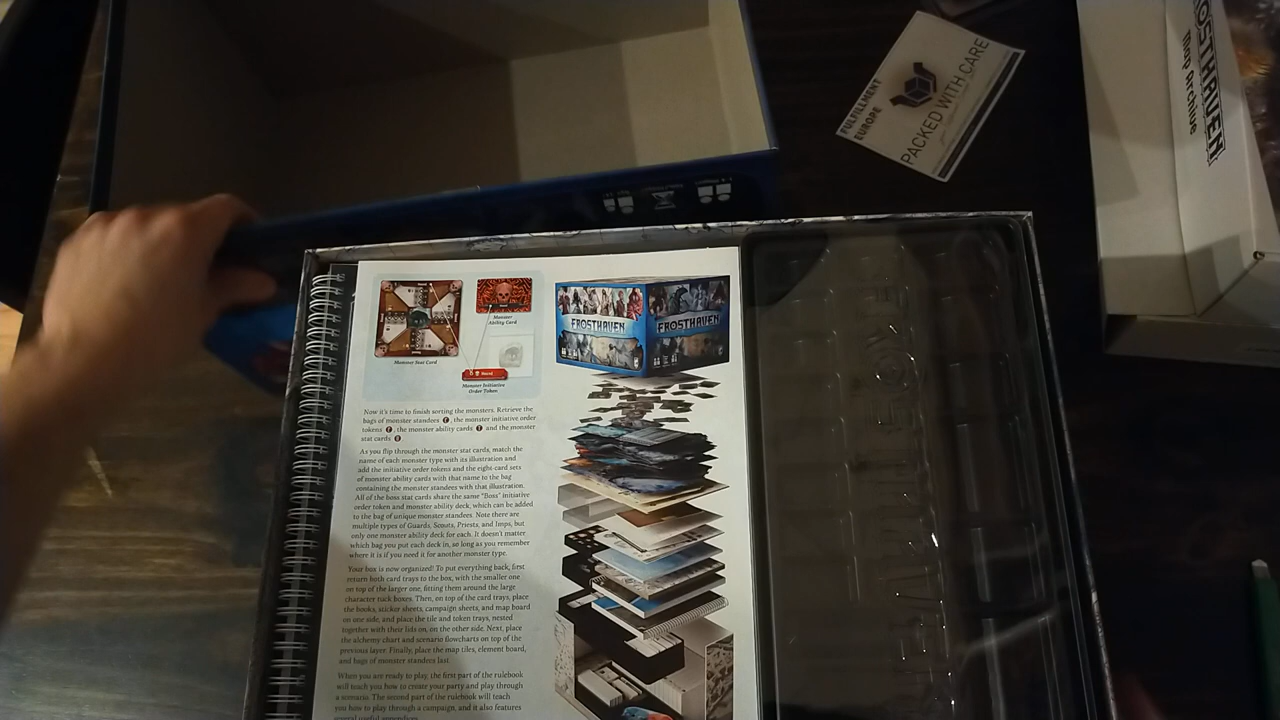 FULFILLMENT
EUROPE
PACKED WITH CARE
FROSTHAVEN
Map Archive
Monster
Ability Card
Monster Stat Card
Monster Initiative
Order Token
FROSTHAVEN
FROSTHAVEN
Now it's time to finish sorting the monsters. Retrieve the
bags of monster standees, the monster initiative order
tokens, the monster ability cards and the monster
stat cards
As you flip through the monster stat cards, match the
name of each monster type with its illustration and
add the initiative order tokens and the eight-card sets
of monster ability cards with that name to the bag
containing the monster standees with that illustration.
All of the boss stat cards share the same "Boss" initiative
order token and monster ability deck, which can be added
to the bag of unique monster standees. Note there are
multiple types of Guards, Scouts, Priests, and Imps, but
only one monster ability deck for each. It doesn't matter
which bag you put each deck in, so long as you remember
where it is if you need it for another monster type.
Your box is now organized! To put everything back, first
return both card trays to the box, with the smaller one
on top of the larger one, fitting them around the large
character tuck boxes. Then, on top of the card trays, place
the books, sticker sheets, campaign sheets, and map board
on one side, and place the tile and token trays, nested
together with their lids on, on the other side. Next, place
the alchemy chart and scenario flowcharts on top of the
previous layer. Finally, place the map tiles, element board,
and bags of monster standees last.
When you are ready to play, the first part of the rulebook
will teach you how to create your party and play through
a scenario. The second part of the rulebook will teach
you how to play through a campaign, and it also features
several useful appendices.